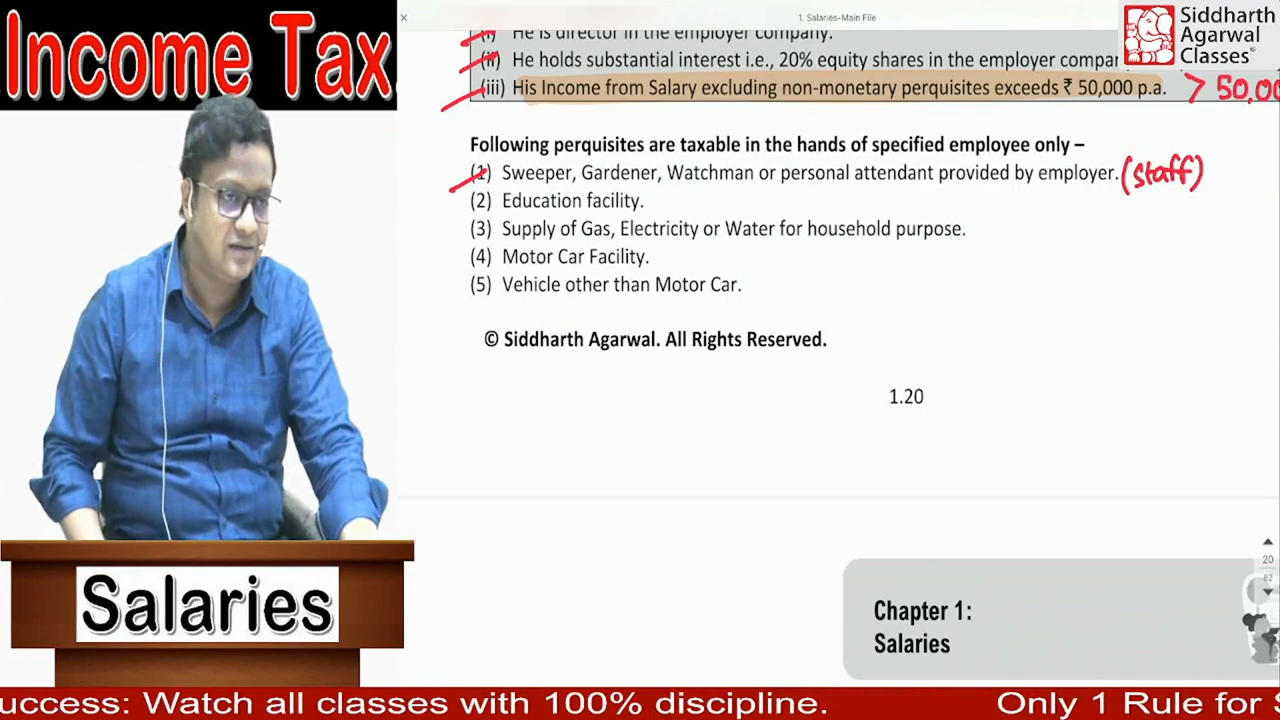 Income Tax
1. Salaries-Main File
Siddharth
Agarwal
Classes®
(i) He is director in the employer company.
(ii) He holds substantial interest i.e., 20% equity shares in the employer
(iii) His Income from Salary excluding non-monetary perquisites exceeds ₹ 50,000 p.a.
Following perquisites are taxable in the hands of specified employee only –
(1) Sweeper, Gardener, Watchman or personal attendant provided by employer. (staff)
(2) Education facility.
(3) Supply of Gas, Electricity or Water for household purpose.
(4) Motor Car Facility.
(5) Vehicle other than Motor Car.
© Siddharth Agarwal. All Rights Reserved.
1.20
20
82
Chapter 1:
Salaries
Salaries
uccess: Watch all classes with 100% discipline. Only 1 Rule for